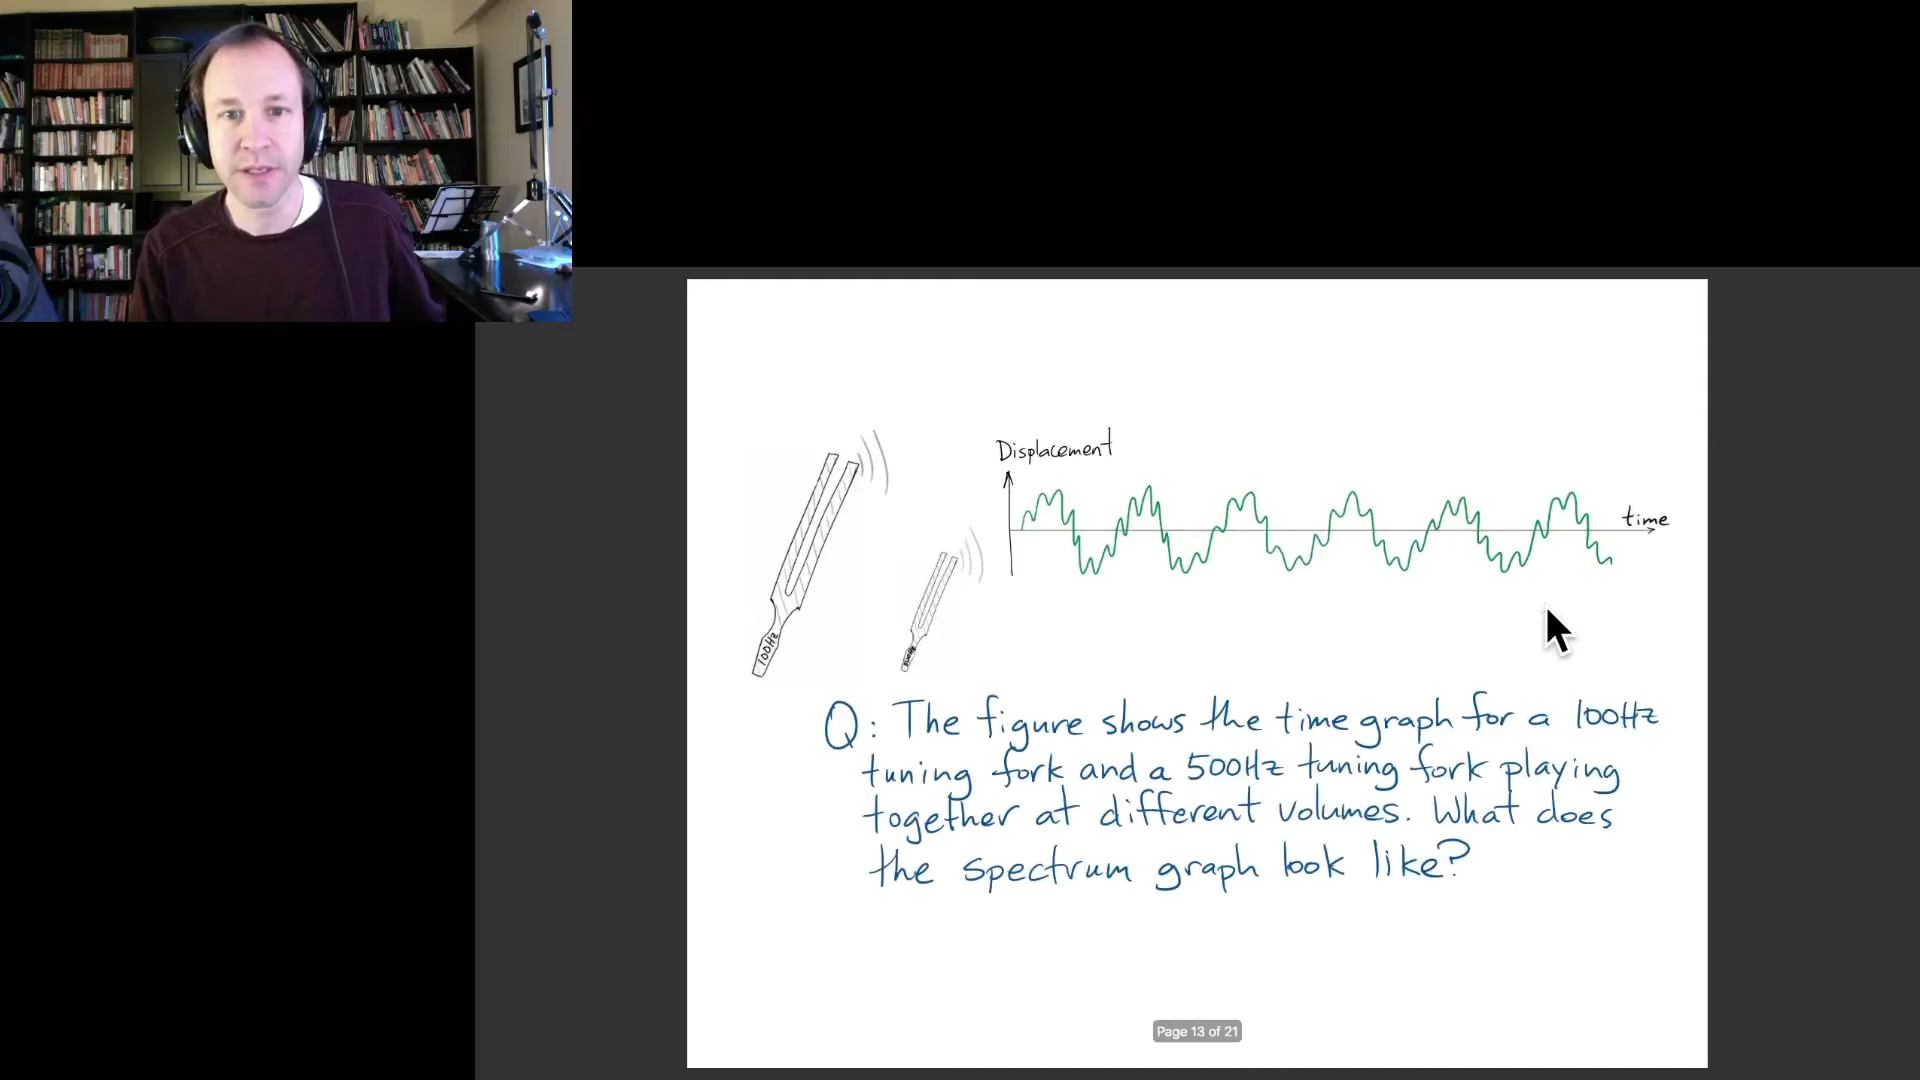 Displacement
time
100Hz
Q: The figure shows the time graph for a 100Hz
tuning fork and a 500Hz tuning fork playing
together at different volumes. What does
the spectrum graph look like?
Page 13 of 21